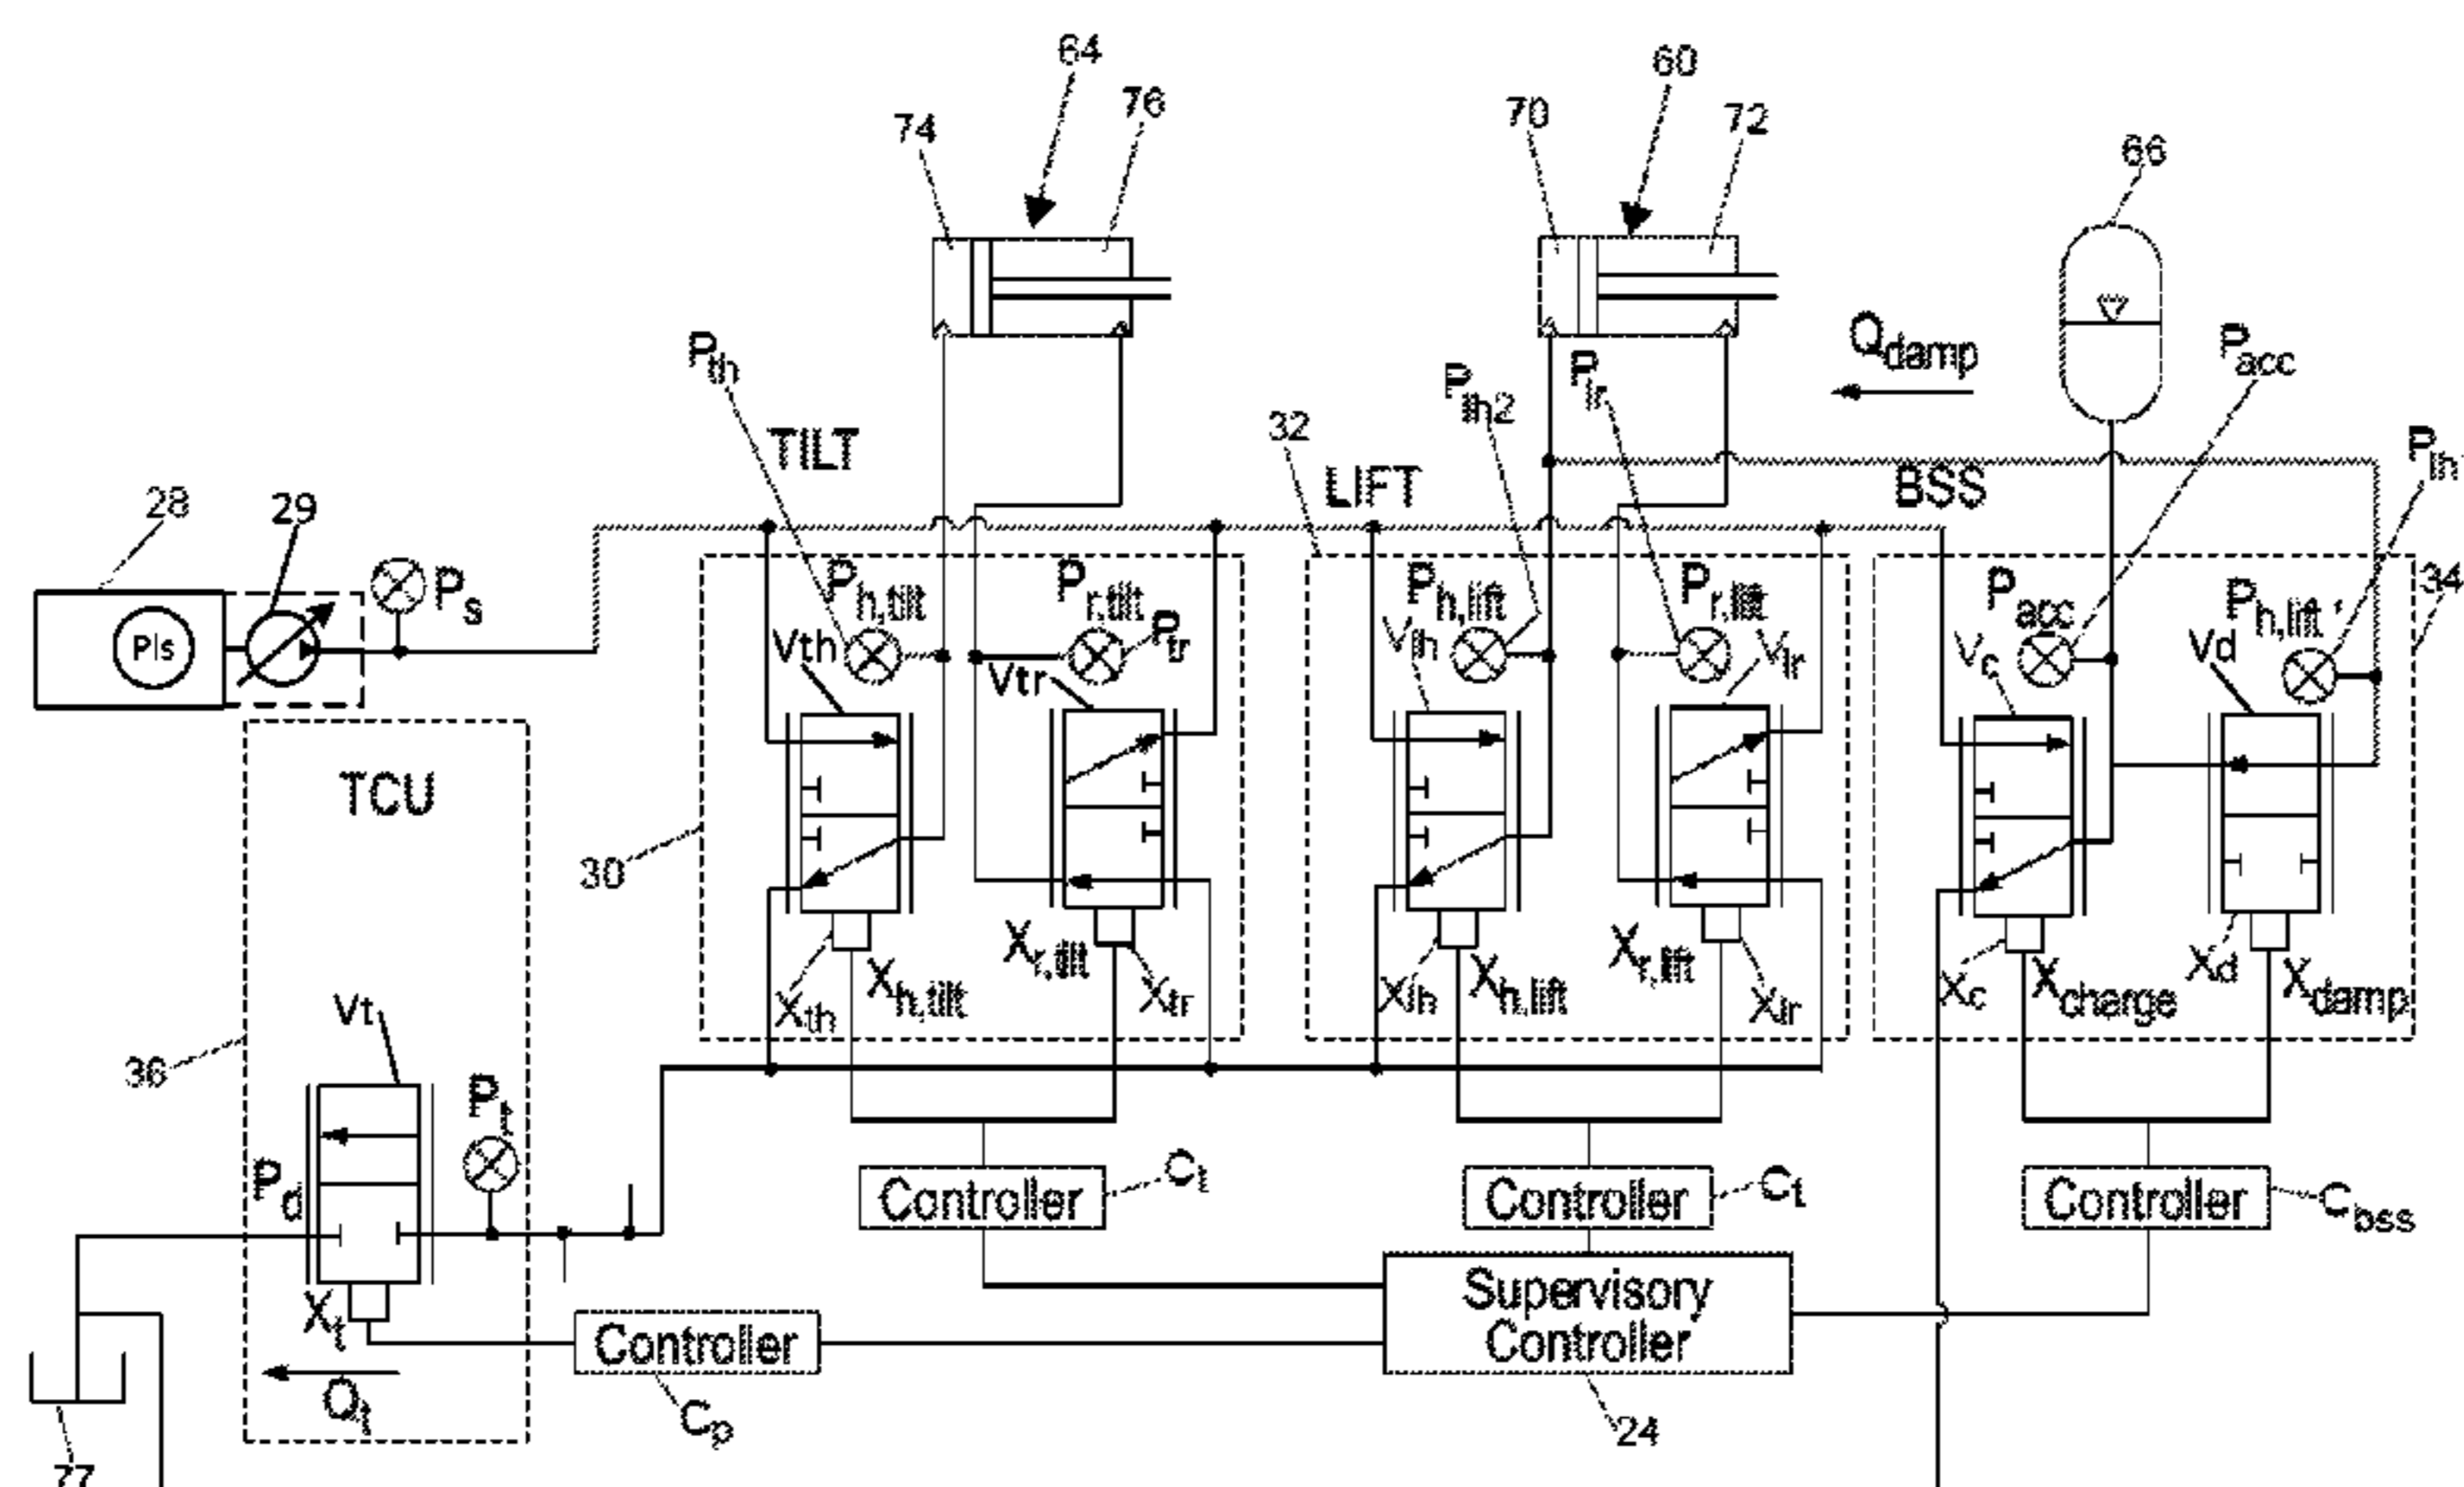 64
60
76
74
70
72
66
Qdamp
Pacc
Pth
Plh2
Plr
32
TILT
LIFT
BSS
Plh
28
29
Ps
Ph,tilt
Pr,tilt
Ph,lift
Pr,lift
Pacc
Ph,lift'
34
Pls
Vth
Vtr
Ptr
Vlh
Vlr
Vc
Vd
TCU
30
Xr,tilt
Xh,tilt
Xth
Xtr
Xlh
Xh,lift
Xr,lift
Xlr
Xc
Xcharge
Xd
Xdamp
Vt
36
Pt
Pd
Controller
Ct
Controller
Cl
Controller
Cbss
Supervisory
Controller
Xt
Controller
Qt
Cp
24
77